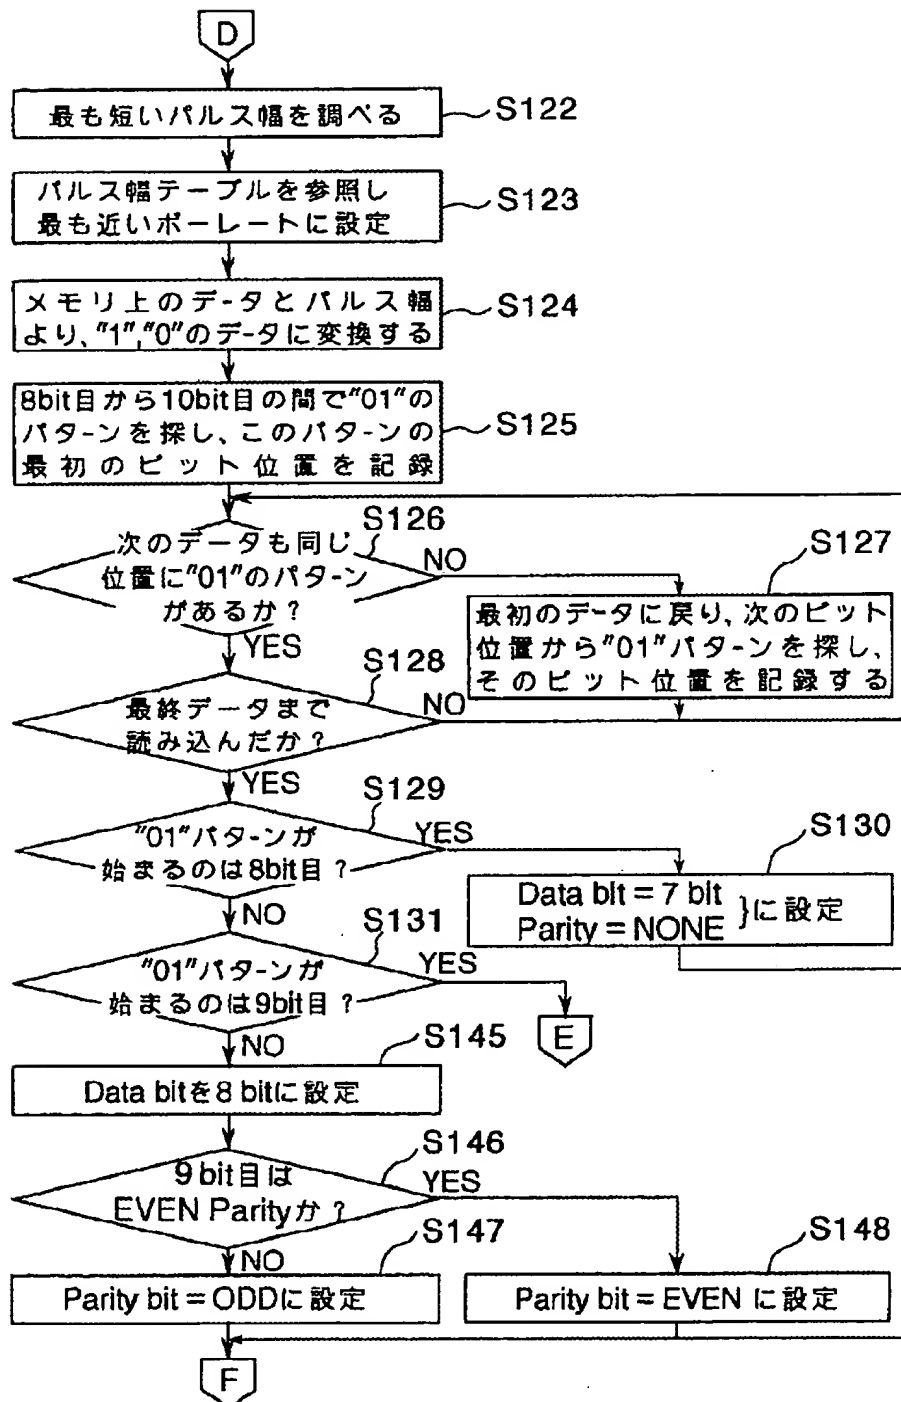 D
最も短いパルス幅を調べる
S122
パルス幅テーブルを参照し
最も近いボーレートに設定
S123
メモリ上のデータとパルス幅
より、"1","0"のデータに変換する
S124
8bit目から10bit目の間で"01"の
パターンを探し、このパターンの
最初のビット位置を記録
S125
次のデータも同じ
位置に"01"のパターン
があるか?
S126
NO
YES
最初のデータに戻り、次のビット
位置から"01"パターンを探し、
そのビット位置を記録する
S127
最終データまで
読み込んだか?
S128
NO
YES
"01"パターンが
始まるのは8bit目?
S129
YES
NO
Data bit = 7 bit
Parity = NONE
}に設定
S130
"01"パターンが
始まるのは9bit目?
S131
YES
NO
E
Data bitを8 bitに設定
S145
9 bit目は
EVEN Parityか?
S146
YES
NO
Parity bit = ODDに設定
S147
Parity bit = EVEN に設定
S148
F